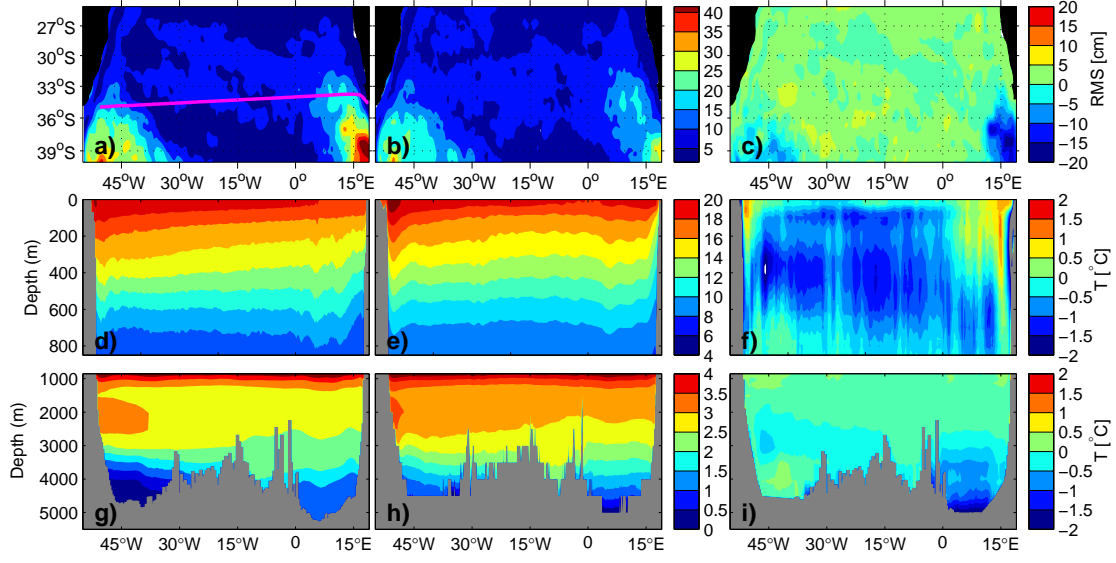 27°S
30°S
33°S
36°S
39°S
a)
45°W 30°W 15°W 0° 15°E
b)
45°W 30°W 15°W 0° 15°E
40
35
30
25
20
15
10
5
c)
45°W 30°W 15°W 0° 15°E
20
15
10
5
0
−5
−10
−15
−20
RMS [cm]
Depth (m)
0
200
400
600
800
d)
e)
20
18
16
14
12
10
8
6
4
f)
2
1.5
1
0.5
0
−0.5
−1
−1.5
−2
T [°C]
Depth (m)
1000
2000
3000
4000
5000
g)
45°W 30°W 15°W 0 15°E
h)
45°W 30°W 15°W 0 15°E
4
3.5
3
2.5
2
1.5
1
0.5
0
i)
45°W 30°W 15°W 0 15°E
2
1.5
1
0.5
0
−0.5
−1
−1.5
−2
T [°C]